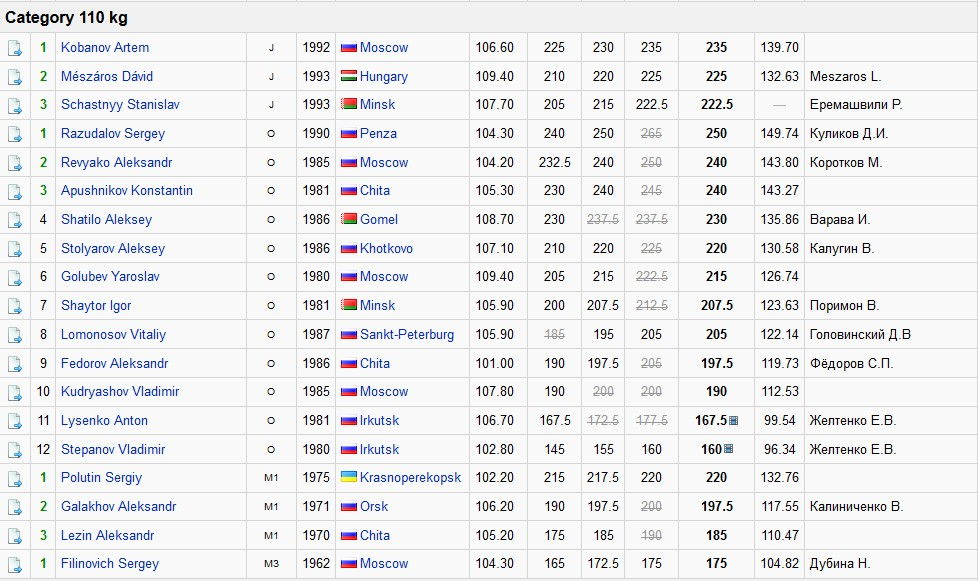 Category 110 kg
1 Kobanov Artem J 1992 Moscow 106.60 225 230 235 235 139.70
2 Mészáros Dávid J 1993 Hungary 109.40 210 220 225 225 132.63 Meszaros L.
3 Schastnyy Stanislav J 1993 Minsk 107.70 205 215 222.5 222.5 — Еремашвили Р.
1 Razudalov Sergey O 1990 Penza 104.30 240 250 265 250 149.74 Куликов Д.И.
2 Revyako Aleksandr O 1985 Moscow 104.20 232.5 240 250 240 143.80 Коротков М.
3 Apushnikov Konstantin O 1981 Chita 105.30 230 240 245 240 143.27
4 Shatilo Aleksey O 1986 Gomel 108.70 230 237.5 237.5 230 135.86 Варава И.
5 Stolyarov Aleksey O 1986 Khotkovo 107.10 210 220 225 220 130.58 Калугин В.
6 Golubev Yaroslav O 1980 Moscow 109.40 205 215 222.5 215 126.74
7 Shaytor Igor O 1981 Minsk 105.90 200 207.5 212.5 207.5 123.63 Поримон В.
8 Lomonosov Vitaliy O 1987 Sankt-Peterburg 105.90 185 195 205 205 122.14 Головинский Д.В
9 Fedorov Aleksandr O 1986 Chita 101.00 190 197.5 205 197.5 119.73 Фёдоров С.П.
10 Kudryashov Vladimir O 1985 Moscow 107.80 190 200 200 190 112.53
11 Lysenko Anton O 1981 Irkutsk 106.70 167.5 172.5 177.5 167.5 99.54 Желтенко Е.В.
12 Stepanov Vladimir O 1980 Irkutsk 102.80 145 155 160 160 96.34 Желтенко Е.В.
1 Polutin Sergiy M1 1975 Krasnoperekopsk 102.20 215 217.5 220 220 132.76
2 Galakhov Aleksandr M1 1971 Orsk 106.20 190 197.5 200 197.5 117.55 Калиниченко В.
3 Lezin Aleksandr M1 1970 Chita 105.20 175 185 190 185 110.47
1 Filinovich Sergey M3 1962 Moscow 104.30 165 172.5 175 175 104.82 Дубина Н.